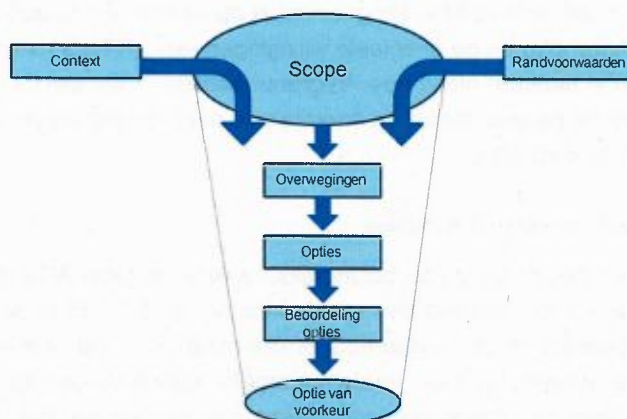 Context
Scope
Randvoorwaarden
Overwegingen
Opties
Beoordeling
opties
Optie van
voorkeur